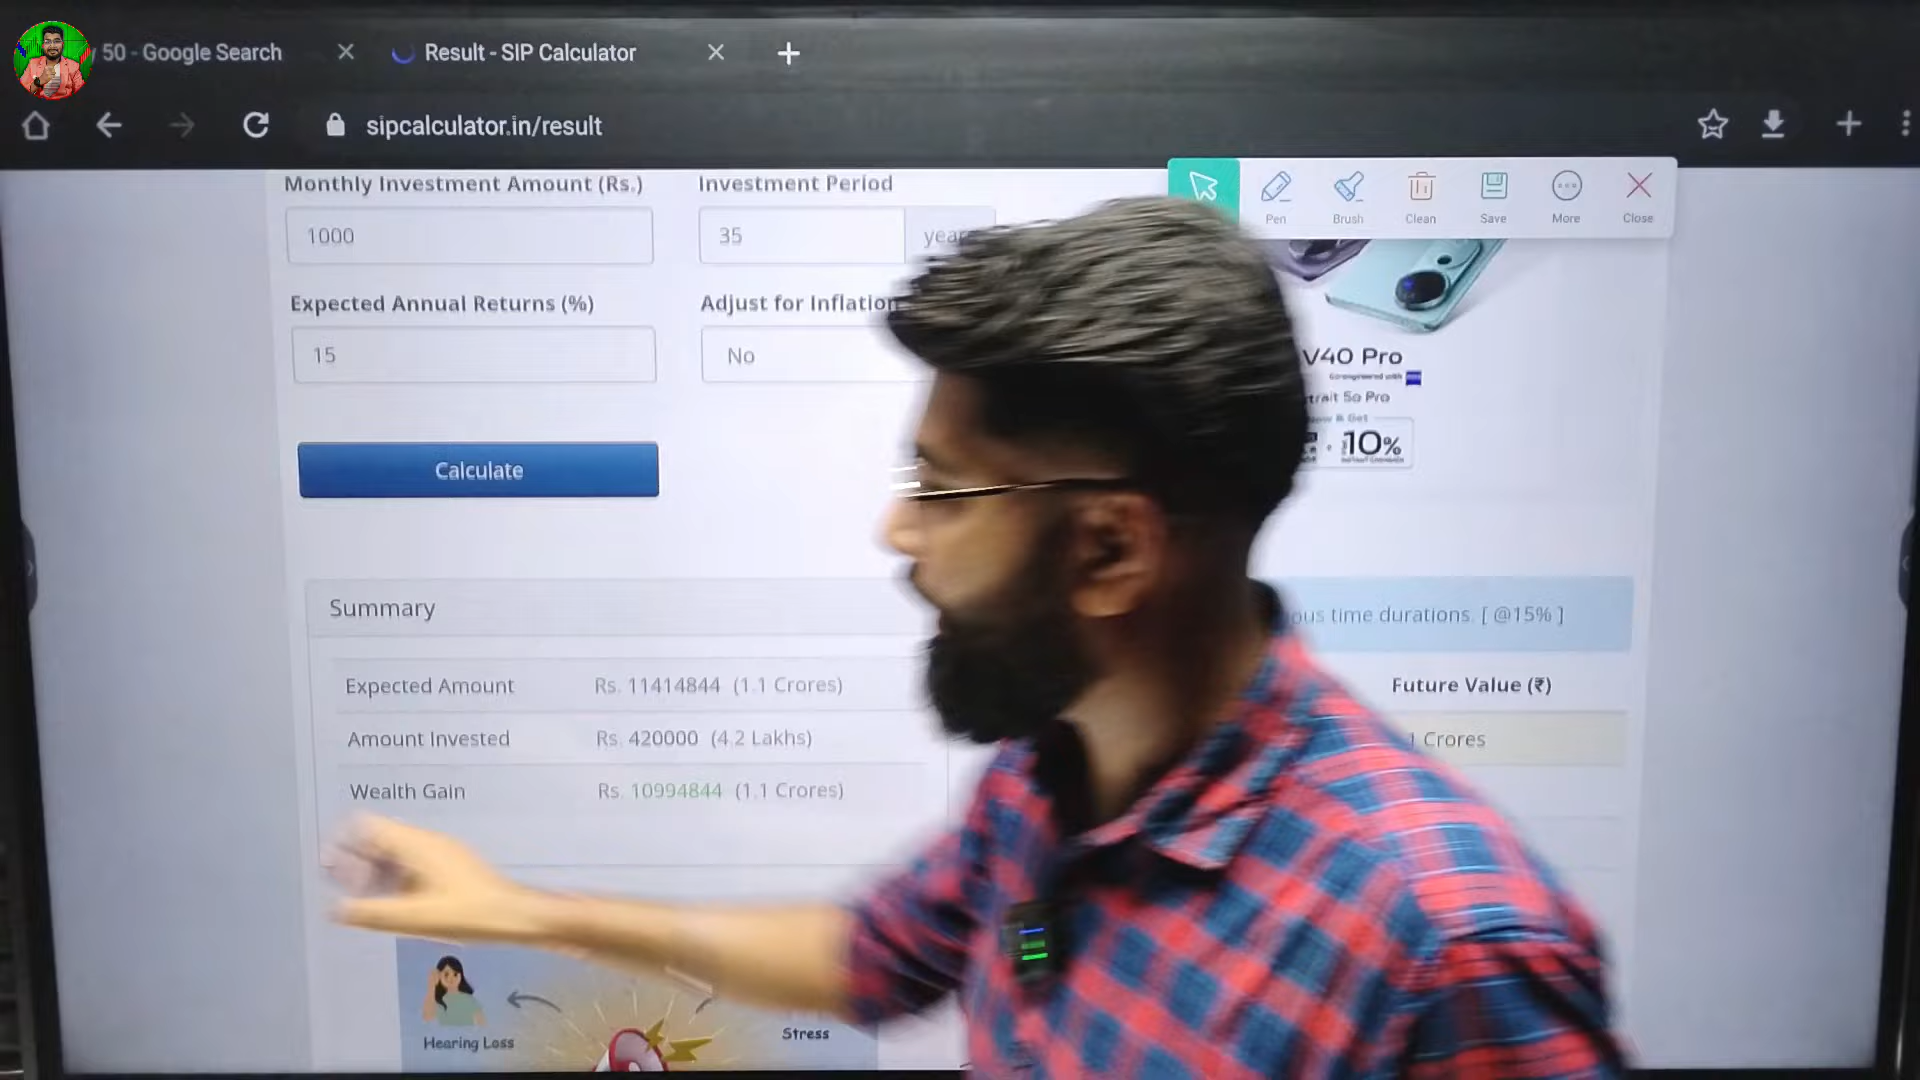 50 - Google Search
Result - SIP Calculator
sipcalculator.in/result
Monthly Investment Amount (Rs.)
Investment Period
1000
35
Expected Annual Returns (%)
Adjust for Inflation
15
No
Calculate
Pen
Brush
Clean
Save
More
Close
V40 Pro
10%
Summary
time durations. [ @15% ]
Expected Amount Rs. 11414844 (1.1 Crores)
Amount Invested Rs. 420000 (4.2 Lakhs)
Wealth Gain Rs. 10994844 (1.1 Crores)
Future Value (₹)
Crores
Hearing Loss
Stress